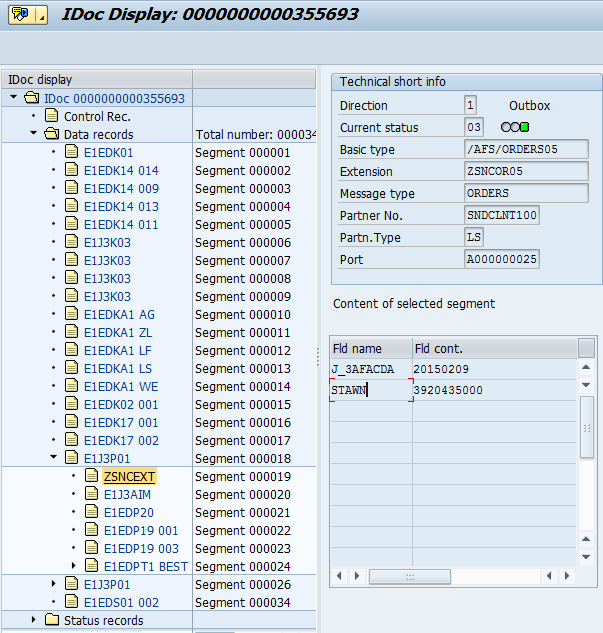 IDoc Display: 0000000000355693
IDoc display
IDoc 0000000000355693
Control Rec.
Data records Total number: 000034
E1EDK01 Segment 000001
E1EDK14 014 Segment 000002
E1EDK14 009 Segment 000003
E1EDK14 013 Segment 000004
E1EDK14 011 Segment 000005
E1J3K03 Segment 000006
E1J3K03 Segment 000007
E1J3K03 Segment 000008
E1J3K03 Segment 000009
E1EDKA1 AG Segment 000010
E1EDKA1 ZL Segment 000011
E1EDKA1 LF Segment 000012
E1EDKA1 LS Segment 000013
E1EDKA1 WE Segment 000014
E1EDK02 001 Segment 000015
E1EDK17 001 Segment 000016
E1EDK17 002 Segment 000017
E1J3P01 Segment 000018
ZSNCEXT Segment 000019
E1J3AIM Segment 000020
E1EDP20 Segment 000021
E1EDP19 001 Segment 000022
E1EDP19 003 Segment 000023
E1EDPT1 BEST Segment 000024
E1J3P01 Segment 000026
E1EDS01 002 Segment 000034
Status records
Technical short info
Direction 1 Outbox
Current status 03
Basic type /AFS/ORDERS05
Extension ZSNCOR05
Message type ORDERS
Partner No. SNDCLNT100
Partn.Type LS
Port A000000025
Content of selected segment
Fld name Fld cont.
J_3AFACDA 20150209
STAWN 3920435000